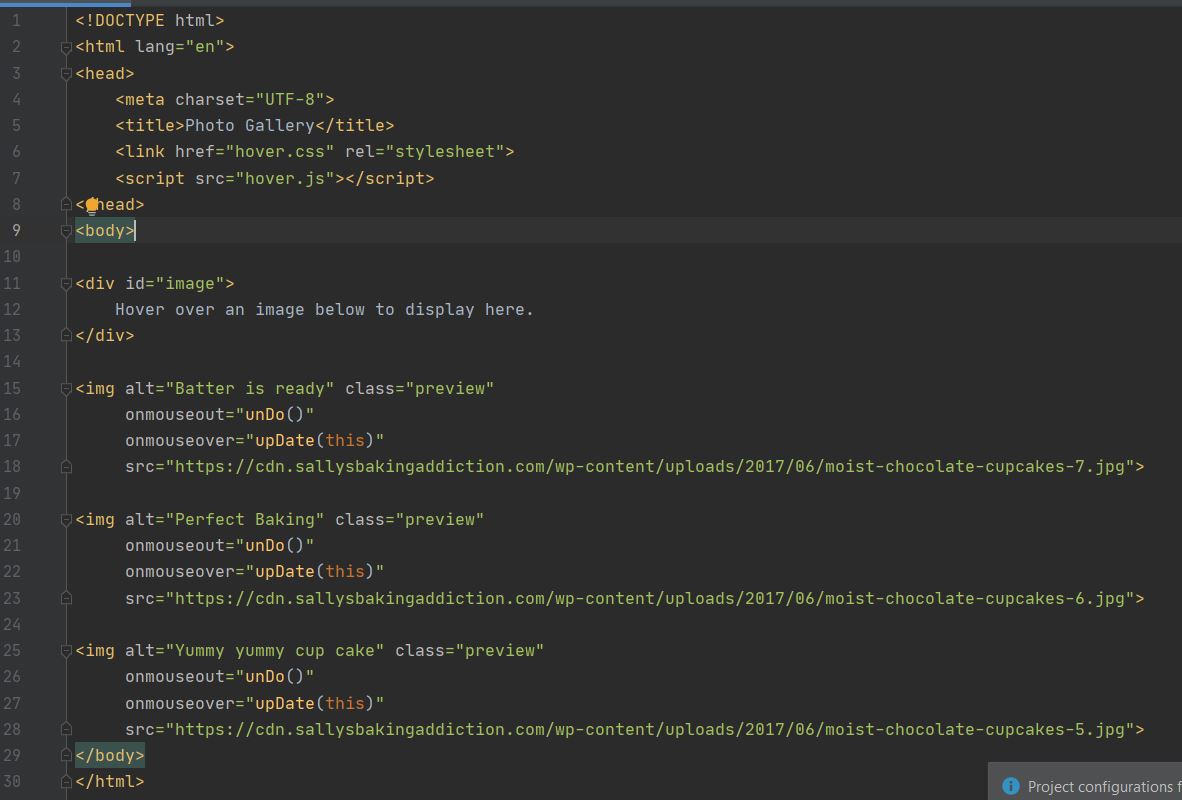 1 <!DOCTYPE html>
2 <html lang="en">
3 <head>
4 <meta charset="UTF-8">
5 <title>Photo Gallery</title>
6 <link href="hover.css" rel="stylesheet">
7 <script src="hover.js"></script>
8 <head>
9 <body>
10
11 <div id="image">
12 Hover over an image below to display here.
13 </div>
14
15 <img alt="Batter is ready" class="preview"
16 onmouseout="unDo()"
17 onmouseover="upDate(this)"
18 src="https://cdn.sallysbakingaddiction.com/wp-content/uploads/2017/06/moist-chocolate-cupcakes-7.jpg">
19
20 <img alt="Perfect Baking" class="preview"
21 onmouseout="unDo()"
22 onmouseover="upDate(this)"
23 src="https://cdn.sallysbakingaddiction.com/wp-content/uploads/2017/06/moist-chocolate-cupcakes-6.jpg">
24
25 <img alt="Yummy yummy cup cake" class="preview"
26 onmouseout="unDo()"
27 onmouseover="upDate(this)"
28 src="https://cdn.sallysbakingaddiction.com/wp-content/uploads/2017/06/moist-chocolate-cupcakes-5.jpg">
29 </body>
30 </html>
Project configurations f